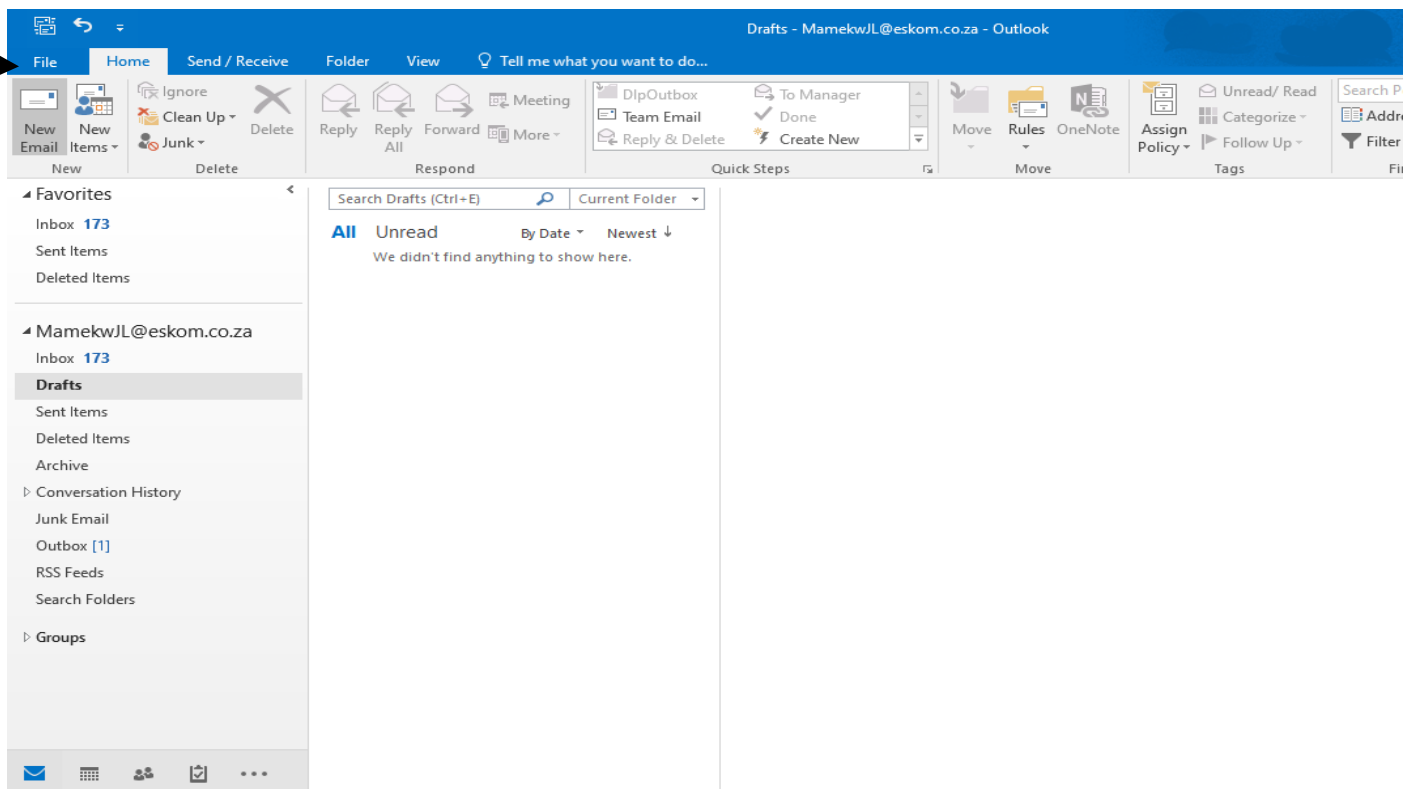 Drafts - MamekwJL@eskom.co.za - Outlook
File Home Send / Receive Folder View Tell me what you want to do...
New Email
New Items
Ignore
Clean Up
Junk
Delete
Reply
Reply All
Forward
Meeting
More
DlpOutbox
Team Email
Reply & Delete
To Manager
Done
Create New
Move
Rules
OneNote
Assign Policy
Unread/ Read
Categorize
Follow Up
Search P
Addre
Filter
New Delete Respond Quick Steps Move Tags Fi
Favorites
Inbox 173
Sent Items
Deleted Items
MamekwJL@eskom.co.za
Inbox 173
Drafts
Sent Items
Deleted Items
Archive
Conversation History
Junk Email
Outbox [1]
RSS Feeds
Search Folders
Groups
Search Drafts (Ctrl+E) Current Folder
All Unread By Date Newest ↓
We didn't find anything to show here.